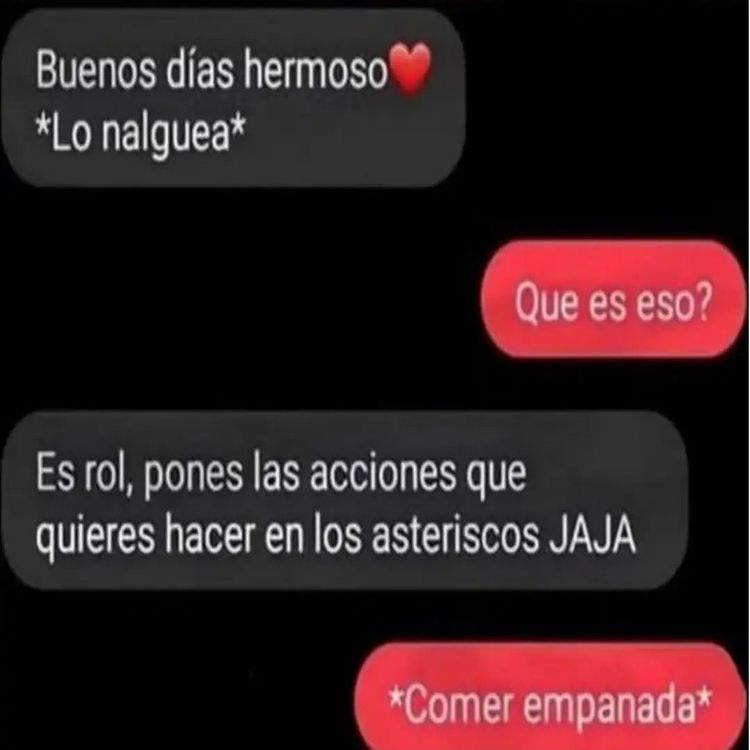 Buenos días hermoso❤️
*Lo nalguea*
Que es eso?
Es rol, pones las acciones que
quieres hacer en los asteriscos JAJA
*Comer empanada*